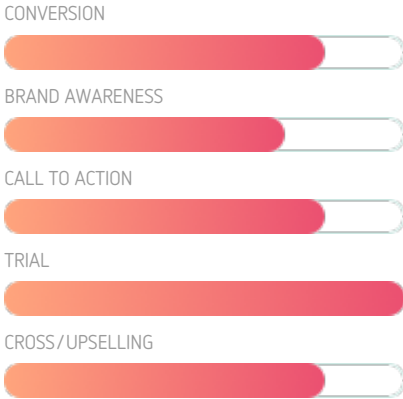 CONVERSION
BRAND AWARENESS
CALL TO ACTION
TRIAL
CROSS/UPSELLING